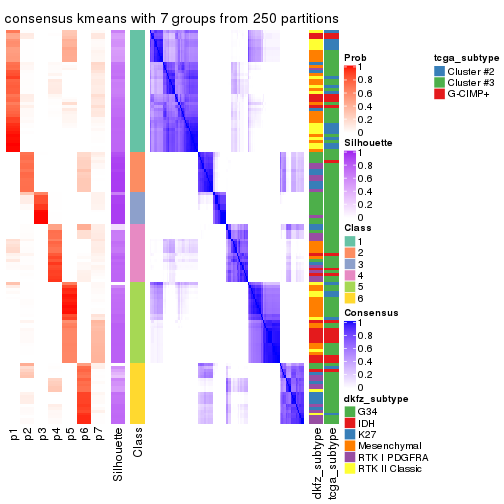 consensus kmeans with 7 groups from 250 partitions
Prob
1
0.8
0.6
0.4
0.2
0
Silhouette
1
0.8
0.6
0.4
0.2
0
Class
1
2
3
4
5
6
Consensus
1
0.8
0.6
0.4
0.2
0
dkfz_subtype
G34
IDH
K27
Mesenchymal
RTK I PDGFRA
RTK II Classic
tcga_subtype
Cluster #2
Cluster #3
G-CIMP+
p1
p2
p3
p4
p5
p6
p7
Silhouette
Class
dkfz_subtype
tcga_subtype